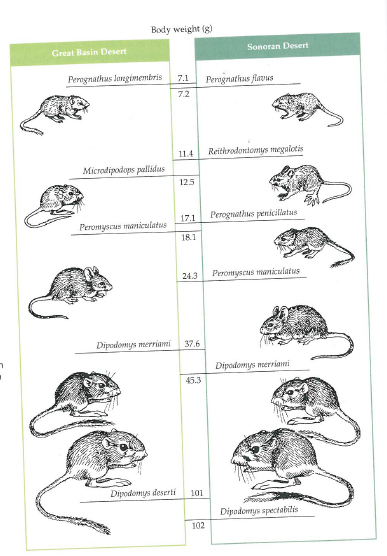 Body weight (g)
Great Basin Desert
Sonoran Desert
Perognathus longimembris 7.1 Perognathus flavus
7.2
11.4 Reithrodontomys megalotis
Microdipodops pallidus
12.5
17.1 Perognathus penicillatus
Peromyscus maniculatus
18.1
24.3 Peromyscus maniculatus
Dipodomys merriami 37.6
Dipodomys merriami
45.3
Dipodomys deserti 101
Dipodomys spectabilis
102